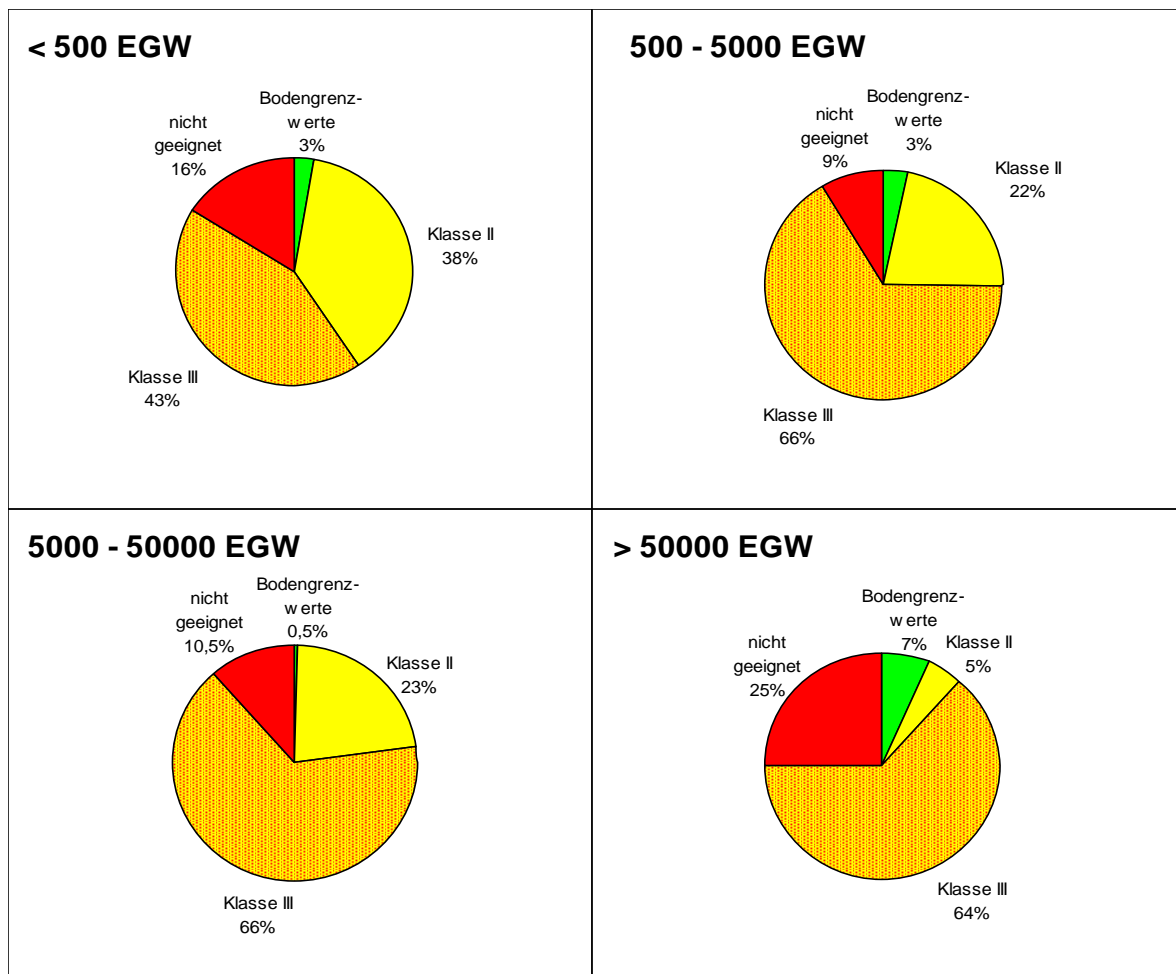 < 500 EGW
Bodengrenz-
w erte
3%
nicht
geeignet
16%
Klasse II
38%
Klasse III
43%
500 - 5000 EGW
Bodengrenz-
w erte
3%
nicht
geeignet
9%
Klasse II
22%
Klasse III
66%
5000 - 50000 EGW
Bodengrenz-
w erte
0,5%
nicht
geeignet
10,5%
Klasse II
23%
Klasse III
66%
> 50000 EGW
Bodengrenz-
w erte
7%
Klasse II
5%
nicht
geeignet
25%
Klasse III
64%